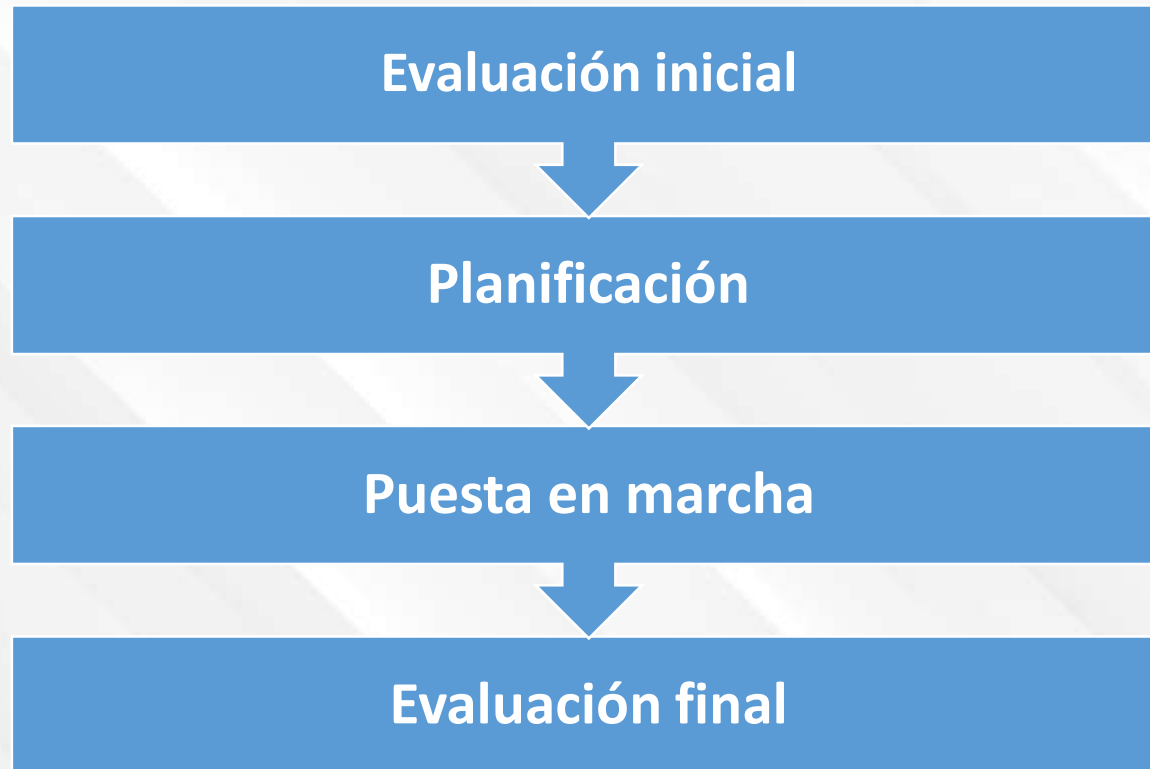 Evaluación inicial
Planificación
Puesta en marcha
Evaluación final